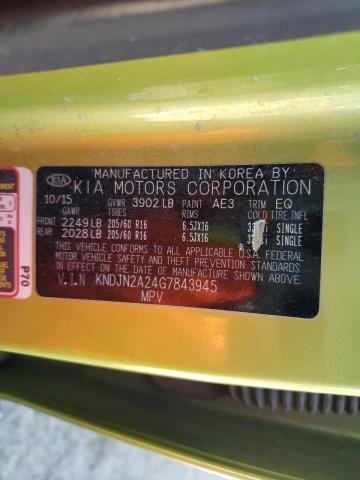 MANUFACTURED IN KOREA BY
KIA KIA MOTORS CORPORATION
10/15 GVWR 3902 LB PAINT AE3 TRIM EQ
GAWR TIRES RIMS COLD TIRE INFL
FRONT 2249 LB 205/60 R16 6.5JX16 SINGLE
REAR 2028 LB 205/60 R16 6.5JX16 SINGLE
THIS VEHICLE CONFORMS TO ALL APPLICABLE U.S.A. FEDERAL
MOTOR VEHICLE SAFETY AND THEFT PREVENTION STANDARDS
IN EFFECT ON THE DATE OF MANUFACTURE SHOWN ABOVE.
V.I.N KNDJN2A24G7843945
MPV
P70